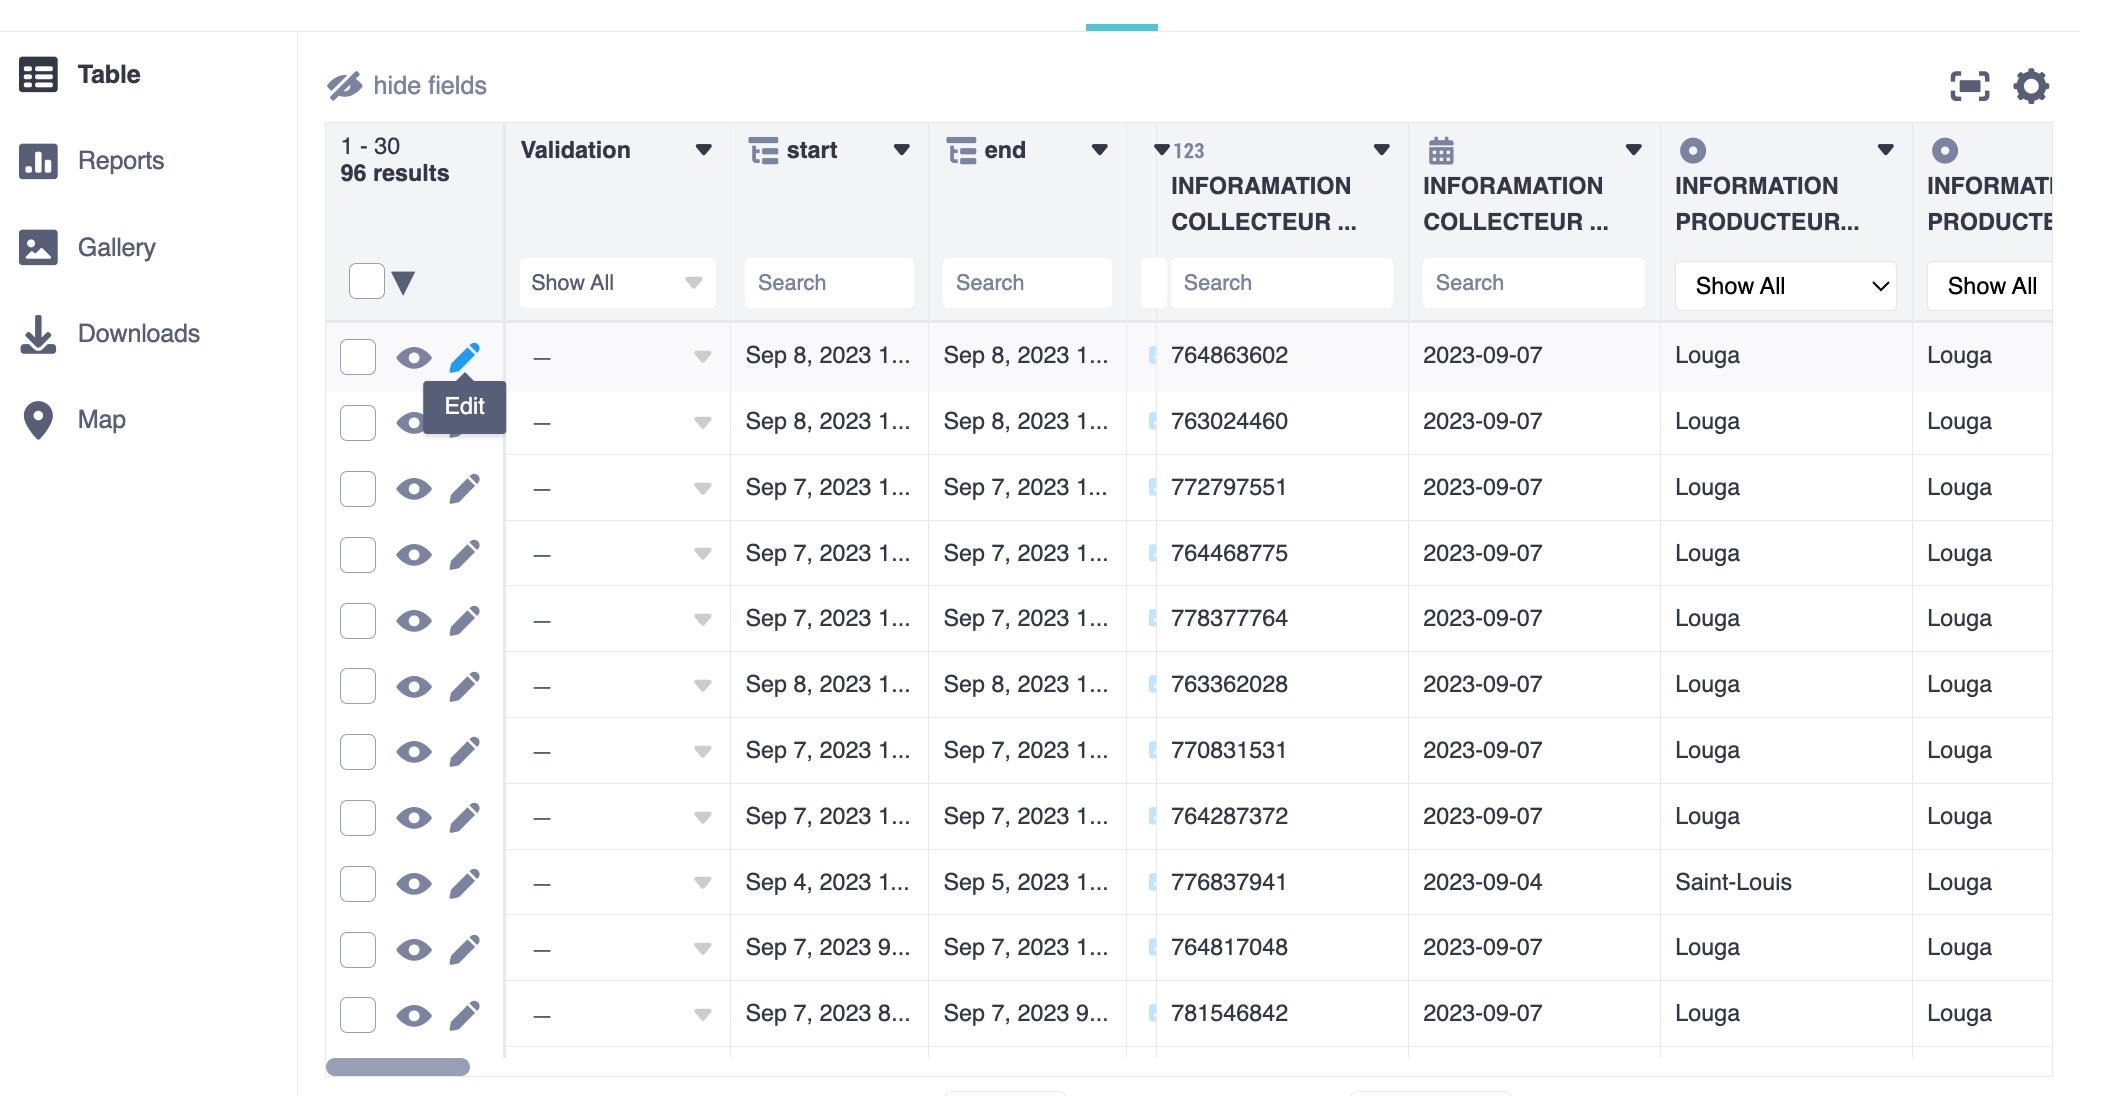 Table
Reports
Gallery
Downloads
Map
hide fields
1 - 30
96 results
Validation
start
end
123
INFORAMATION
COLLECTEUR ...
INFORAMATION
COLLECTEUR ...
INFORMATION
PRODUCTEUR...
INFORMATI
PRODUCTE
Show All
Search
Search
Search
Search
Show All
Show All
— Sep 8, 2023 1... Sep 8, 2023 1... 764863602 2023-09-07 Louga Louga
Edit
— Sep 8, 2023 1... Sep 8, 2023 1... 763024460 2023-09-07 Louga Louga
— Sep 7, 2023 1... Sep 7, 2023 1... 772797551 2023-09-07 Louga Louga
— Sep 7, 2023 1... Sep 7, 2023 1... 764468775 2023-09-07 Louga Louga
— Sep 7, 2023 1... Sep 7, 2023 1... 778377764 2023-09-07 Louga Louga
— Sep 8, 2023 1... Sep 8, 2023 1... 763362028 2023-09-07 Louga Louga
— Sep 7, 2023 1... Sep 7, 2023 1... 770831531 2023-09-07 Louga Louga
— Sep 7, 2023 1... Sep 7, 2023 1... 764287372 2023-09-07 Louga Louga
— Sep 4, 2023 1... Sep 5, 2023 1... 776837941 2023-09-04 Saint-Louis Louga
— Sep 7, 2023 9... Sep 7, 2023 1... 764817048 2023-09-07 Louga Louga
— Sep 7, 2023 8... Sep 7, 2023 9... 781546842 2023-09-07 Louga Louga